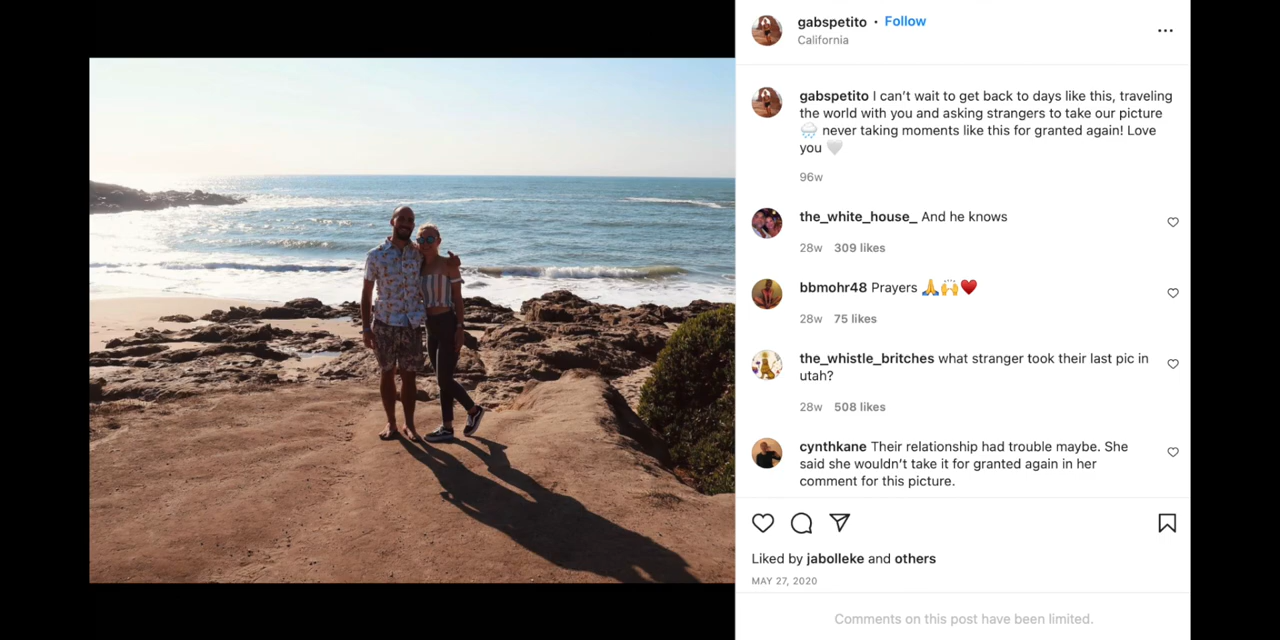 gabspetito • Follow
California
gabspetito I can't wait to get back to days like this, traveling
the world with you and asking strangers to take our picture
🌧️ never taking moments like this for granted again! Love
you 🤍
96w
the_white_house_ And he knows
28w 309 likes
bbmohr48 Prayers 🙏🙌♥️
28w 75 likes
the_whistle_britches what stranger took their last pic in
utah?
28w 508 likes
cynthkane Their relationship had trouble maybe. She
said she wouldn't take it for granted again in her
comment for this picture.
Liked by jabolleke and others
MAY 27, 2020
Comments on this post have been limited.